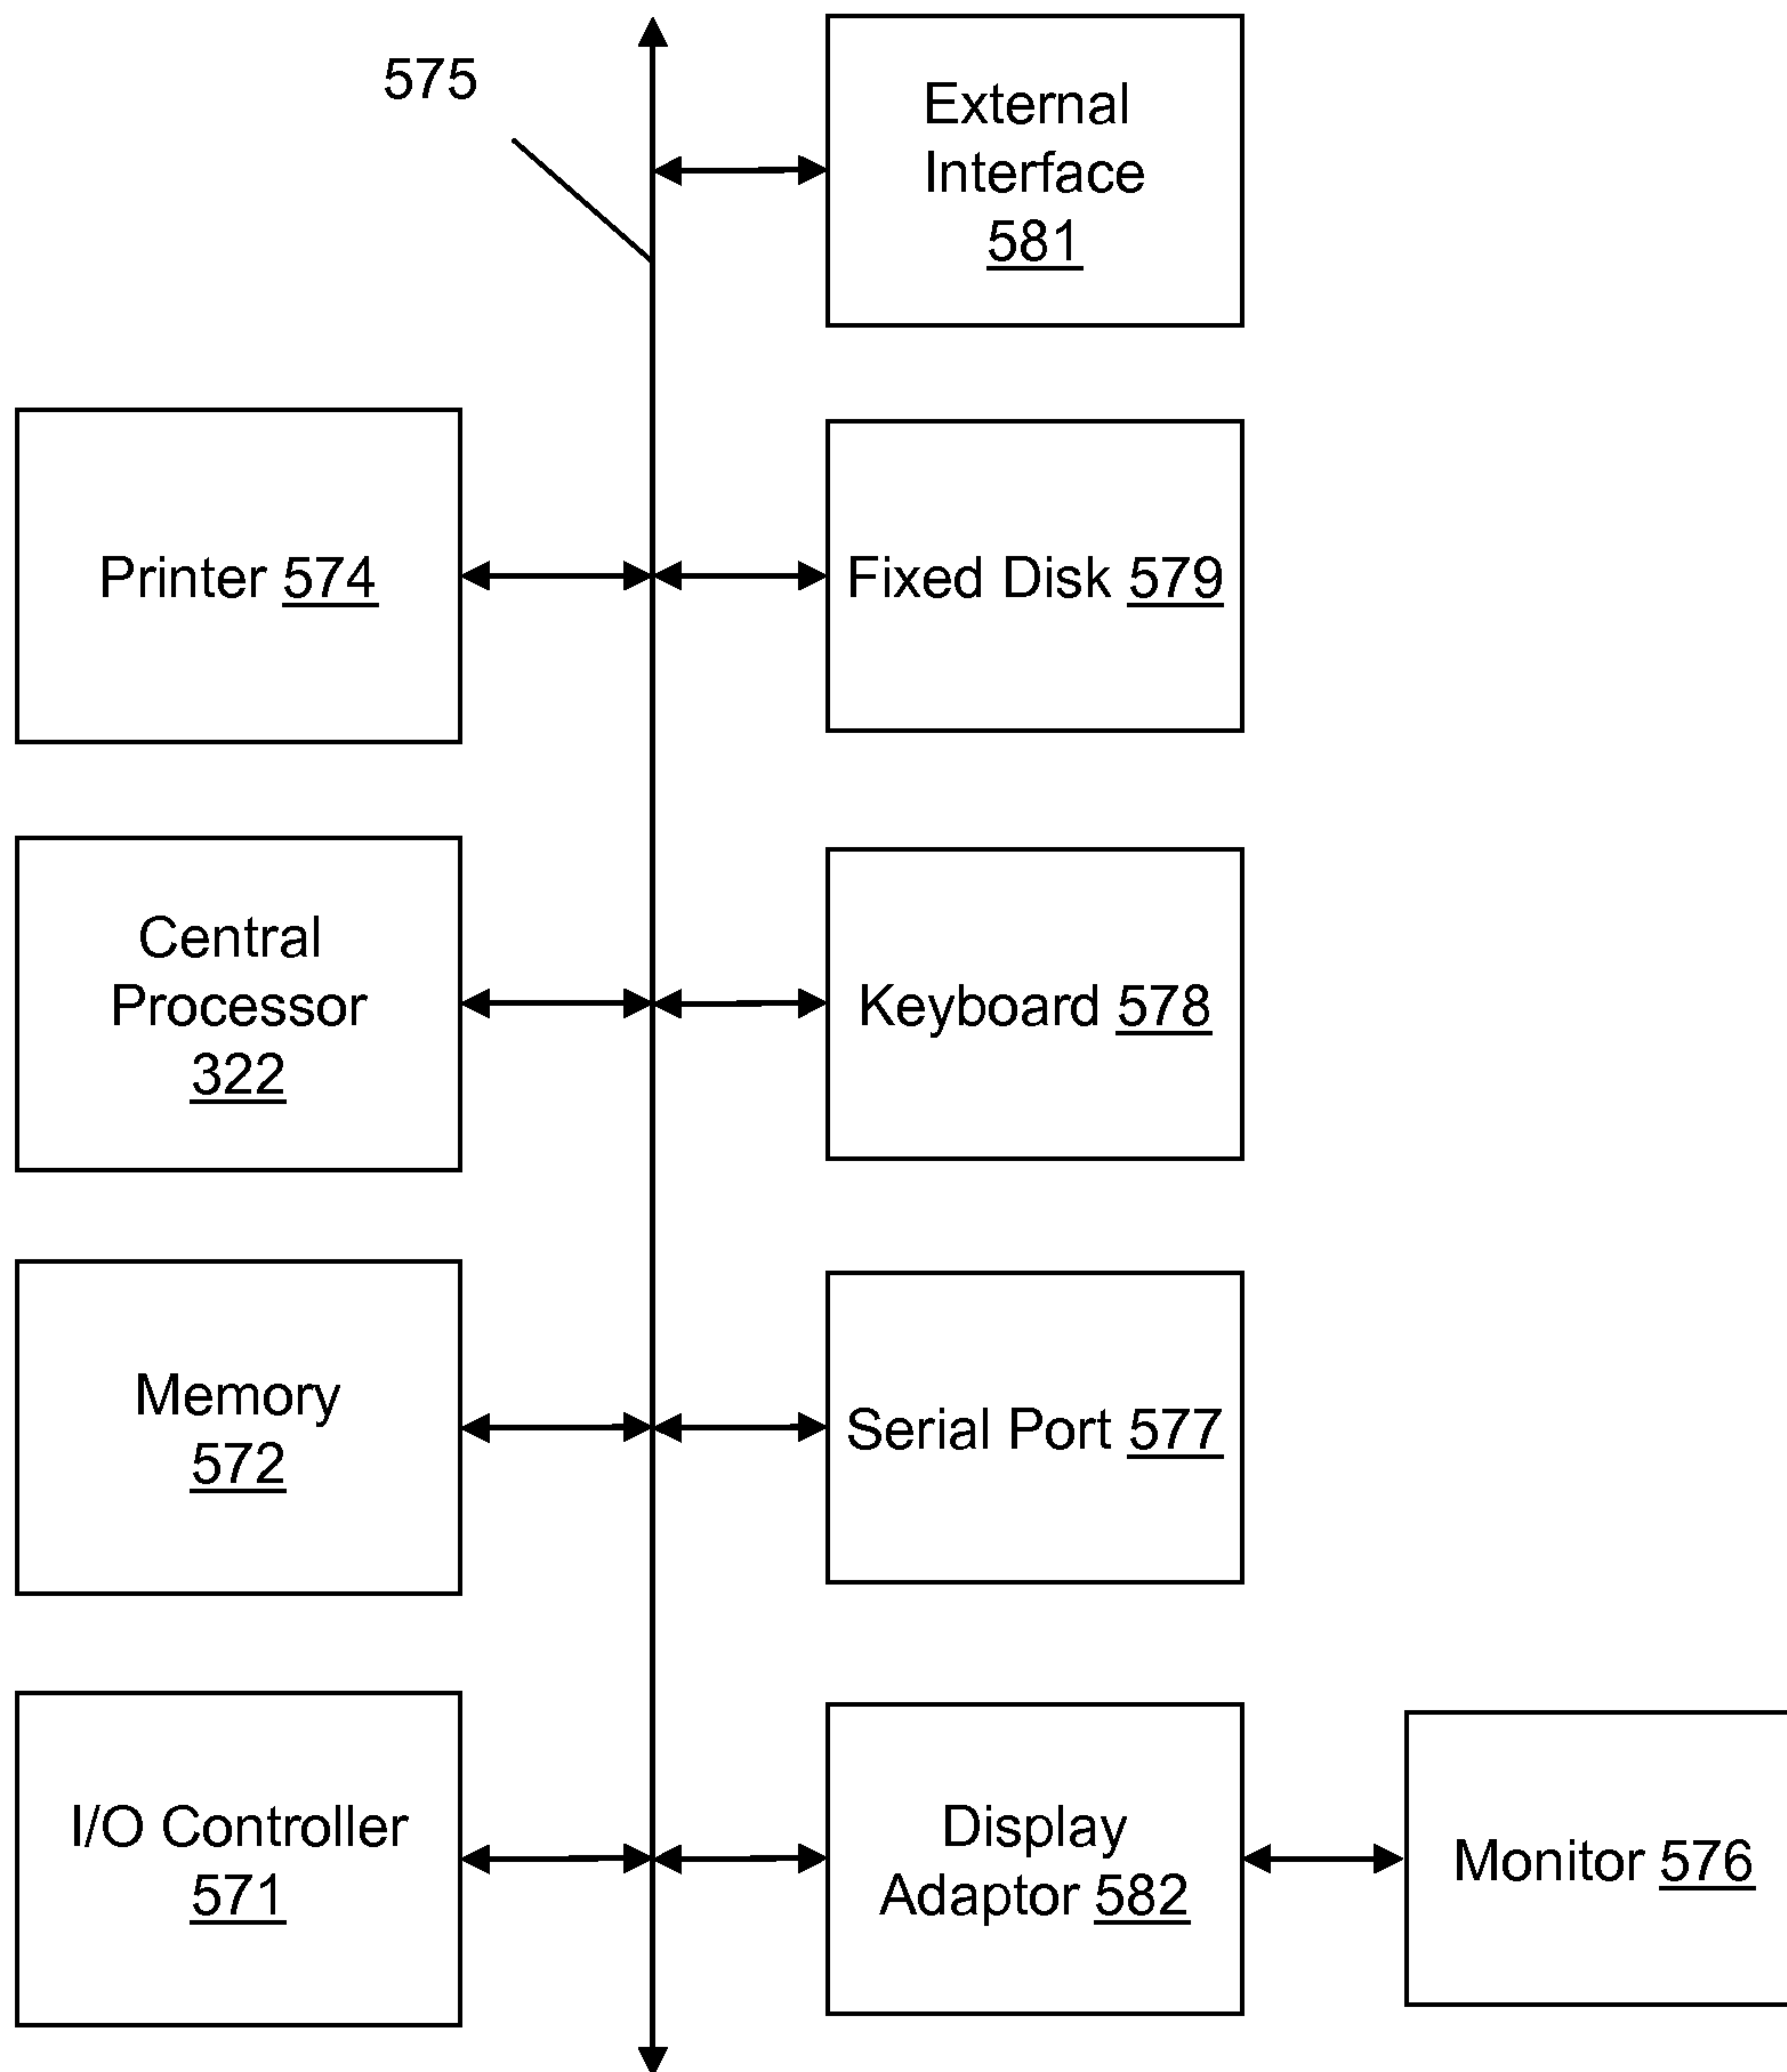 575
External
Interface
581
Printer 574
Fixed Disk 579
Central
Processor
322
Keyboard 578
Memory
572
Serial Port 577
I/O Controller
571
Display
Adaptor 582
Monitor 576